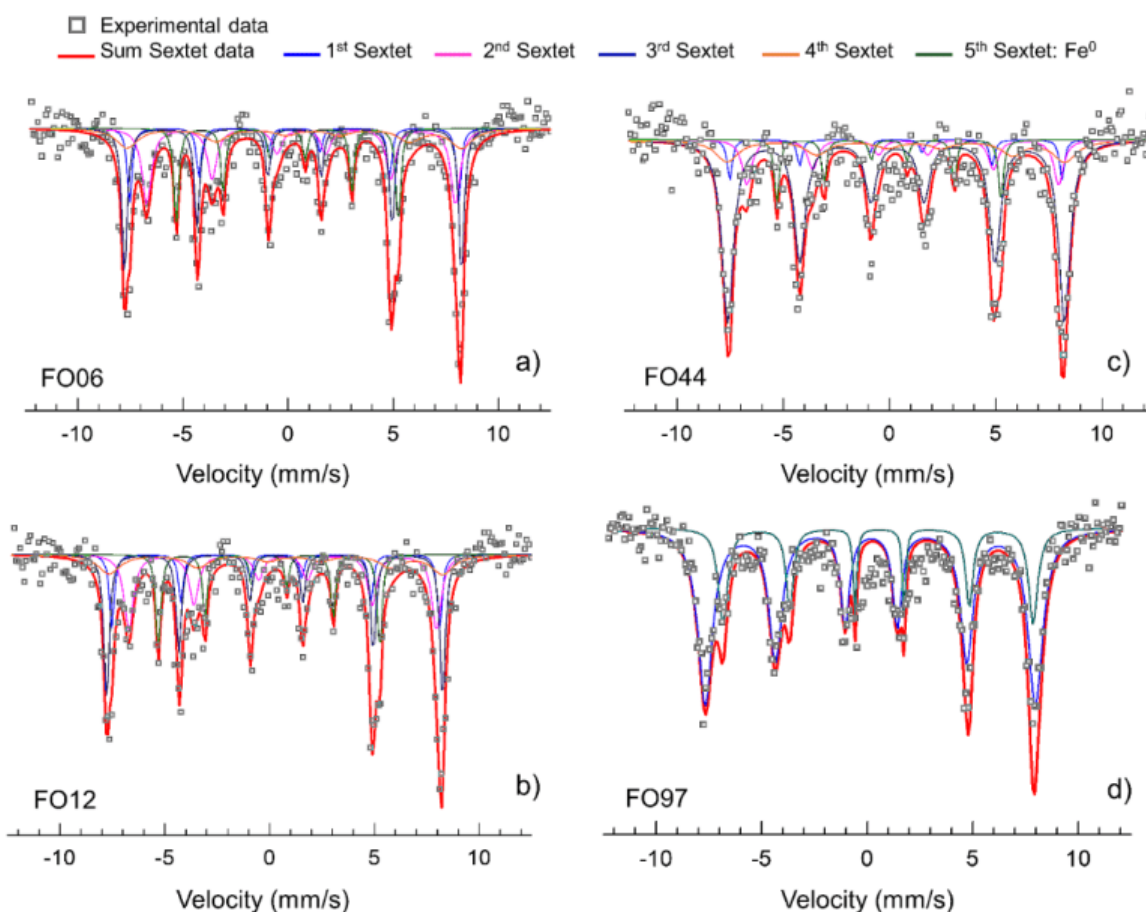 Experimental data
Sum Sextet data 1st Sextet 2nd Sextet 3rd Sextet 4th Sextet 5th Sextet: Fe0
a)
FO06
-10 -5 0 5 10
Velocity (mm/s)
c)
FO44
-10 -5 0 5 10
Velocity (mm/s)
b)
FO12
-10 -5 0 5 10
Velocity (mm/s)
d)
FO97
-10 -5 0 5 10
Velocity (mm/s)